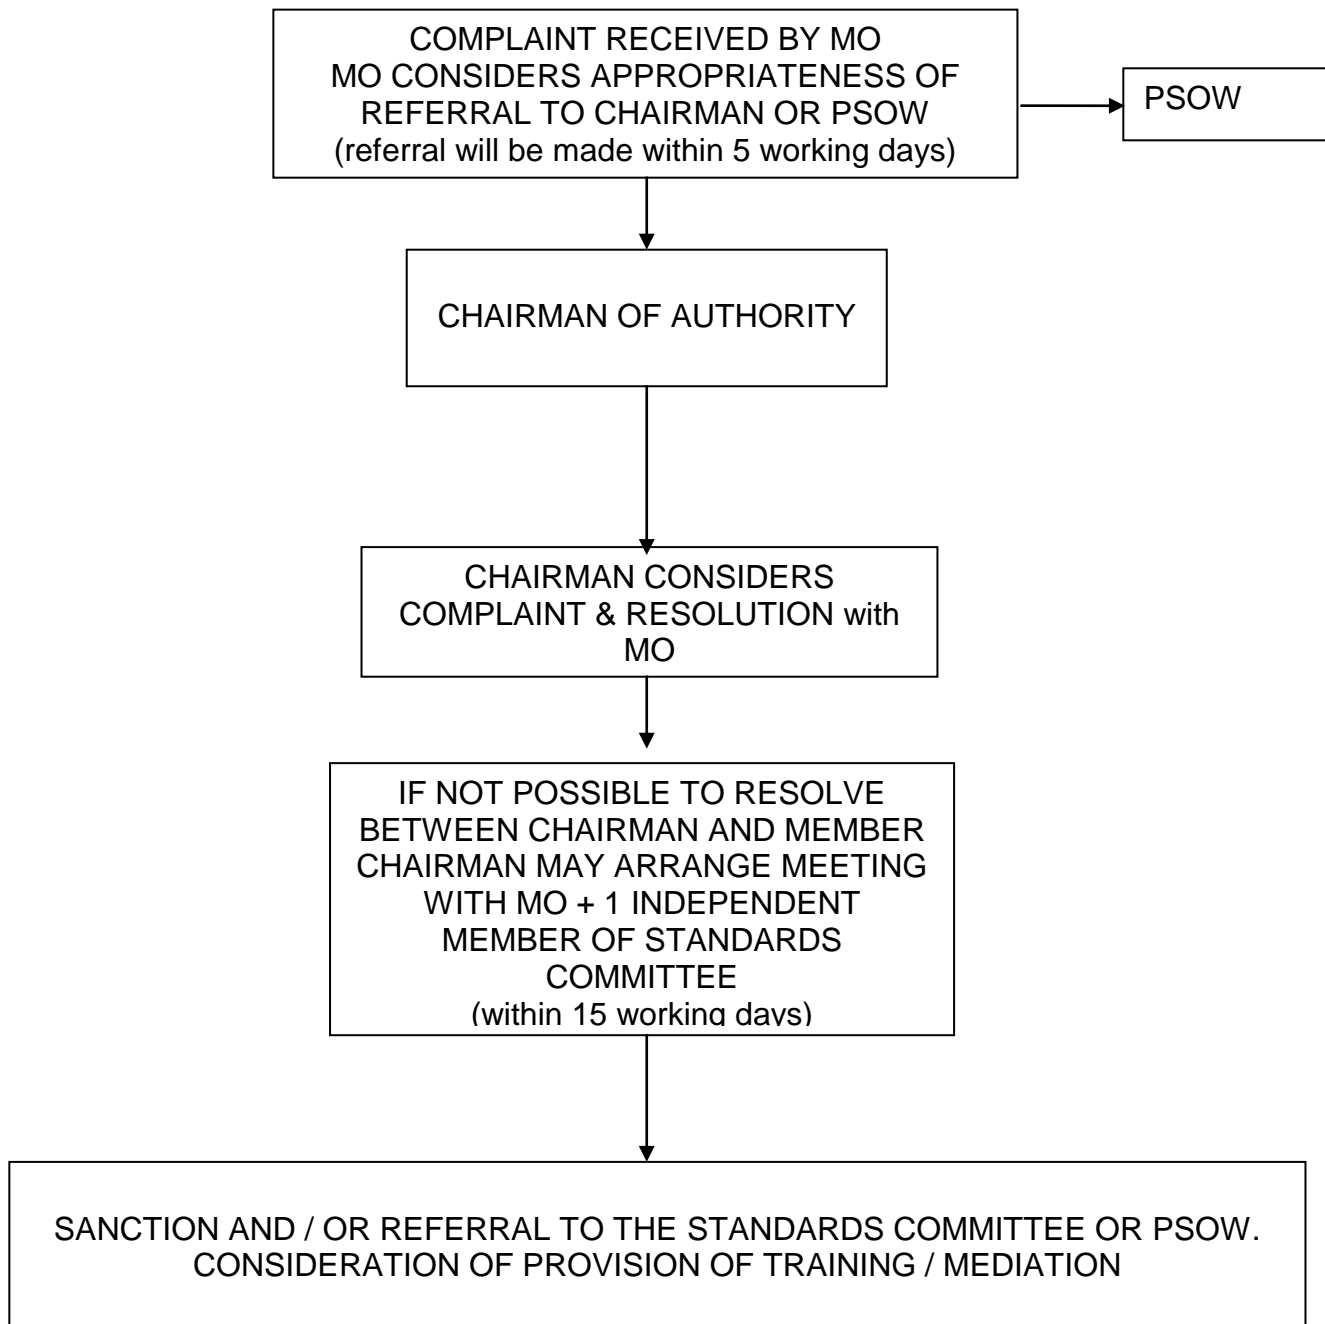 COMPLAINT RECEIVED BY MO
MO CONSIDERS APPROPRIATENESS OF
REFERRAL TO CHAIRMAN OR PSOW
(referral will be made within 5 working days)
PSOW
CHAIRMAN OF AUTHORITY
CHAIRMAN CONSIDERS
COMPLAINT & RESOLUTION with
MO
IF NOT POSSIBLE TO RESOLVE
BETWEEN CHAIRMAN AND MEMBER
CHAIRMAN MAY ARRANGE MEETING
WITH MO + 1 INDEPENDENT
MEMBER OF STANDARDS
COMMITTEE
(within 15 working days)
SANCTION AND / OR REFERRAL TO THE STANDARDS COMMITTEE OR PSOW.
CONSIDERATION OF PROVISION OF TRAINING / MEDIATION